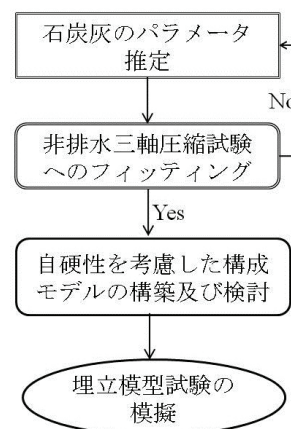 石炭灰のパラメータ
推定
No
非排水三軸圧縮試験
へのフィッティング
Yes
自硬性を考慮した構成
モデルの構築及び検討
埋立模型試験の
模擬